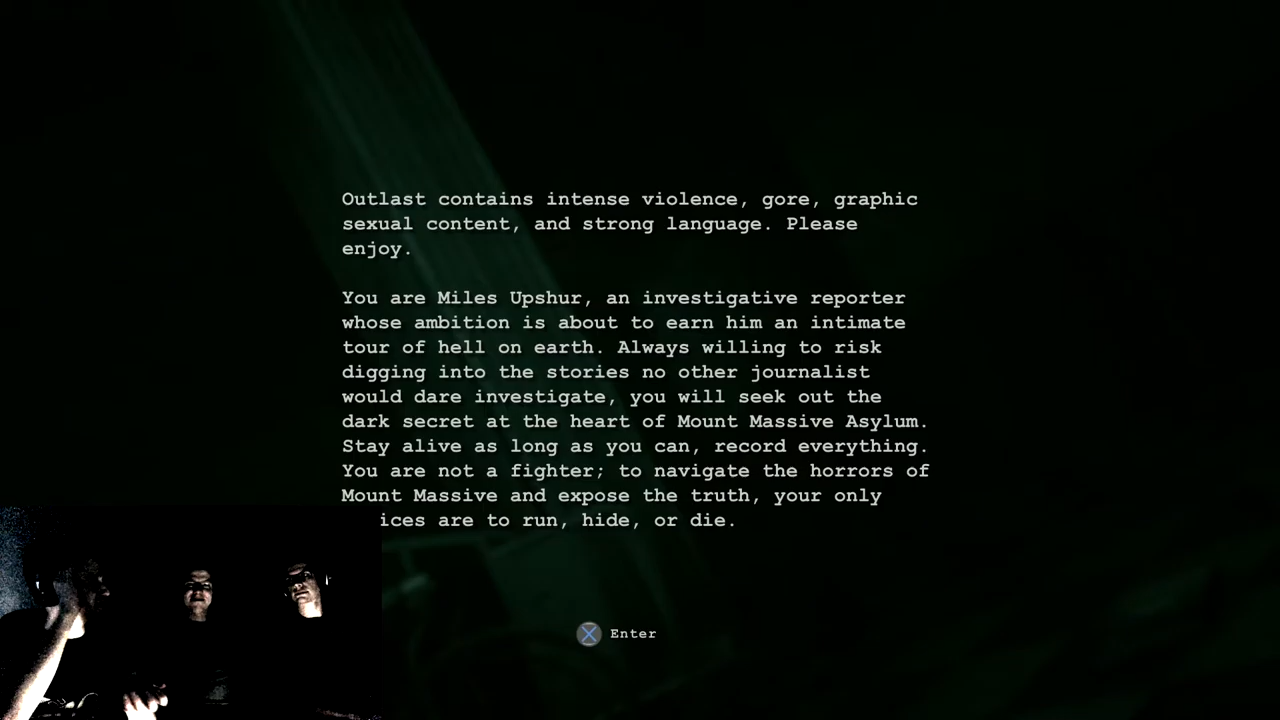 Outlast contains intense violence, gore, graphic
sexual content, and strong language. Please
enjoy.
You are Miles Upshur, an investigative reporter
whose ambition is about to earn him an intimate
tour of hell on earth. Always willing to risk
digging into the stories no other journalist
would dare investigate, you will seek out the
dark secret at the heart of Mount Massive Asylum.
Stay alive as long as you can, record everything.
You are not a fighter; to navigate the horrors of
Mount Massive and expose the truth, your only
ices are to run, hide, or die.
Enter